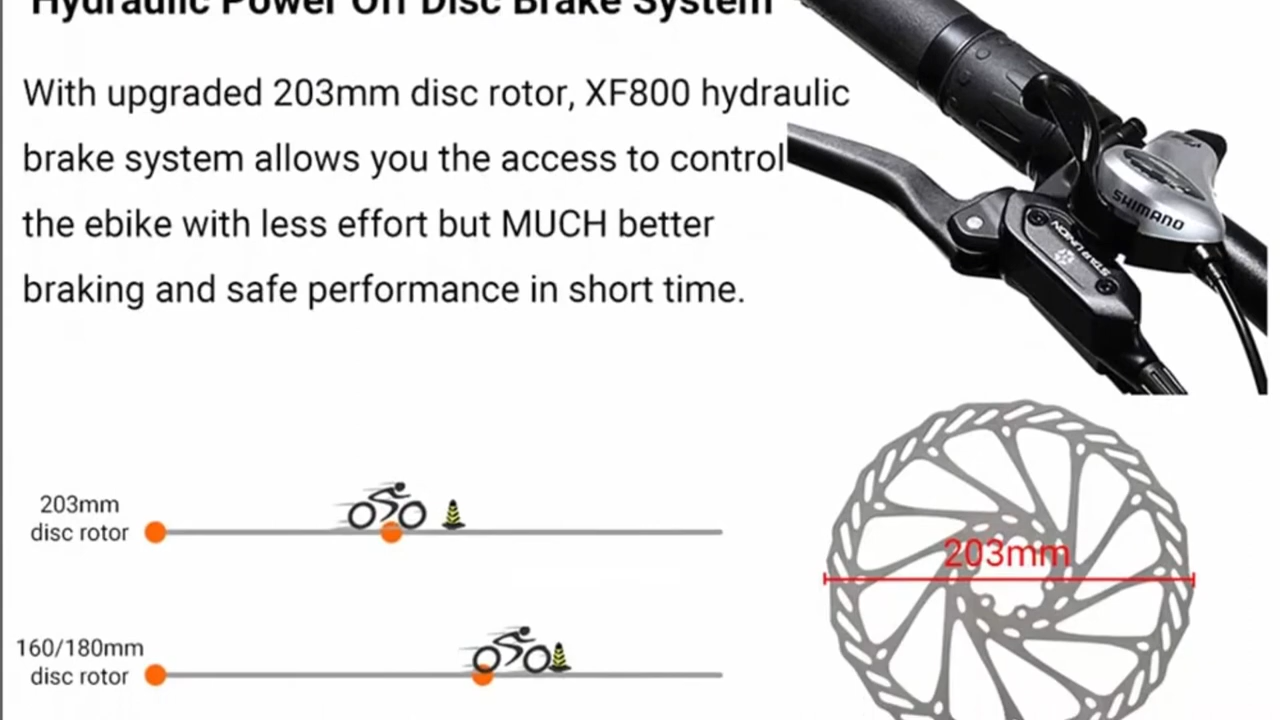 Hydraulic Power Off Disc Brake System
With upgraded 203mm disc rotor, XF800 hydraulic
brake system allows you the access to control
the ebike with less effort but MUCH better
braking and safe performance in short time.
SHIMANO
STAR UNION
203mm
disc rotor
203mm
160/180mm
disc rotor